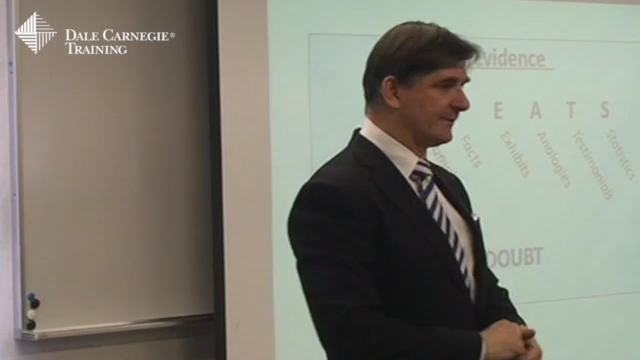 DALE CARNEGIE®
TRAINING
Evidence
E A T S
Facts
Exhibits
Analogies
Testimonials
Statistics
DOUBT